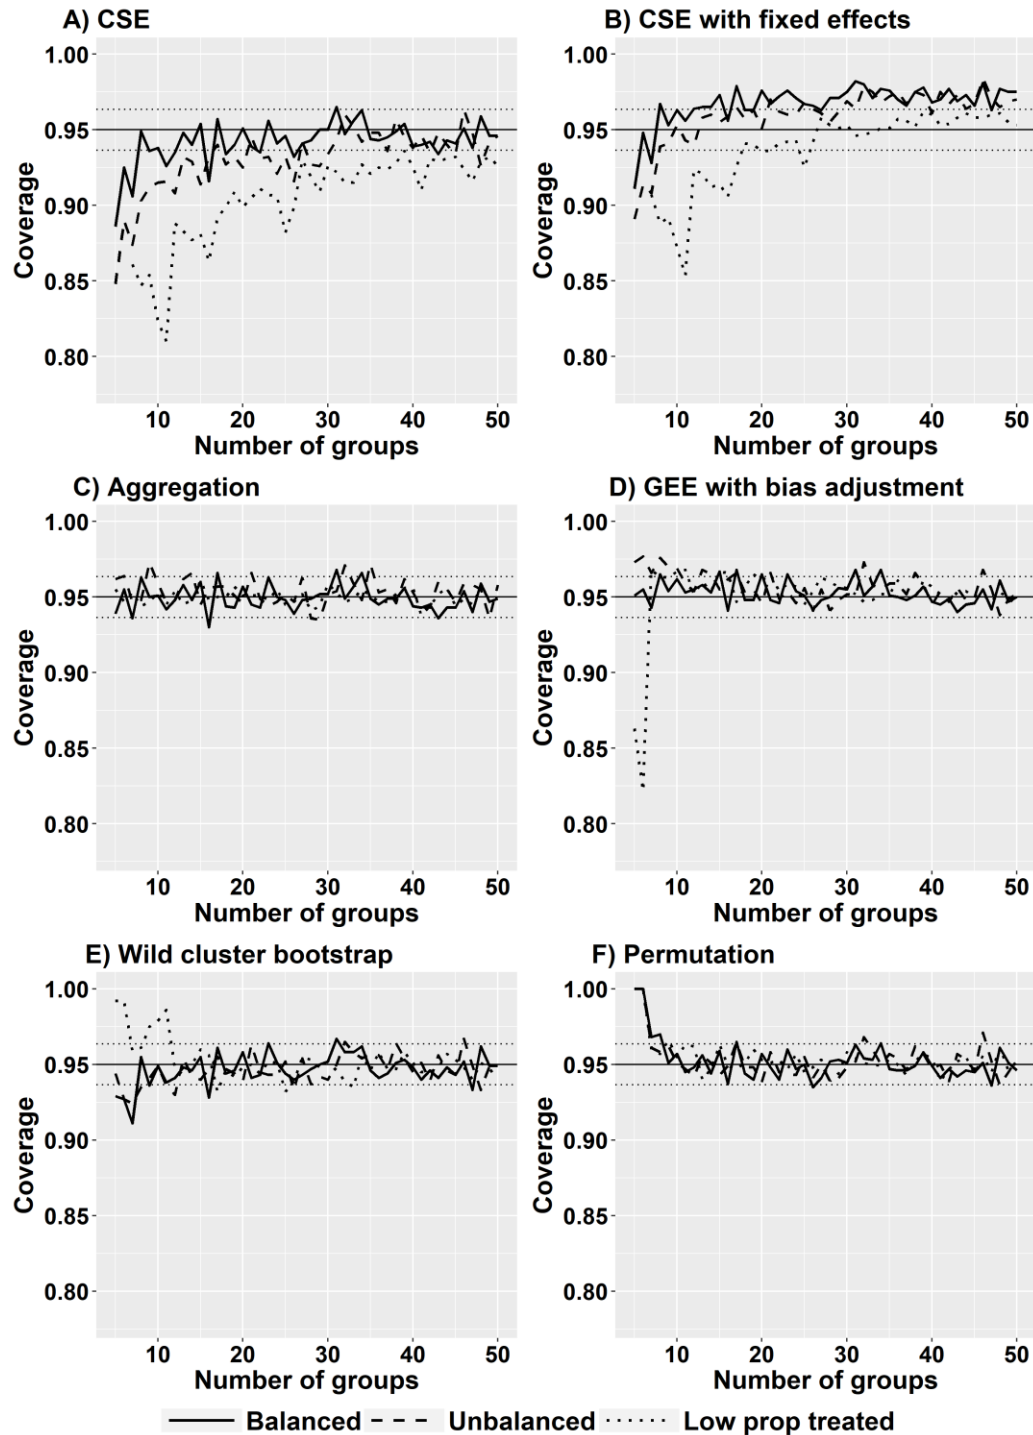 A) CSE
B) CSE with fixed effects
1.00
0.95
0.90
0.85
0.80
Coverage
10 20 30 40 50
Number of groups
1.00
0.95
0.90
0.85
0.80
Coverage
10 20 30 40 50
Number of groups
C) Aggregation
D) GEE with bias adjustment
1.00
0.95
0.90
0.85
0.80
Coverage
10 20 30 40 50
Number of groups
1.00
0.95
0.90
0.85
0.80
Coverage
10 20 30 40 50
Number of groups
E) Wild cluster bootstrap
F) Permutation
1.00
0.95
0.90
0.85
0.80
Coverage
10 20 30 40 50
Number of groups
1.00
0.95
0.90
0.85
0.80
Coverage
10 20 30 40 50
Number of groups
Balanced Unbalanced Low prop treated